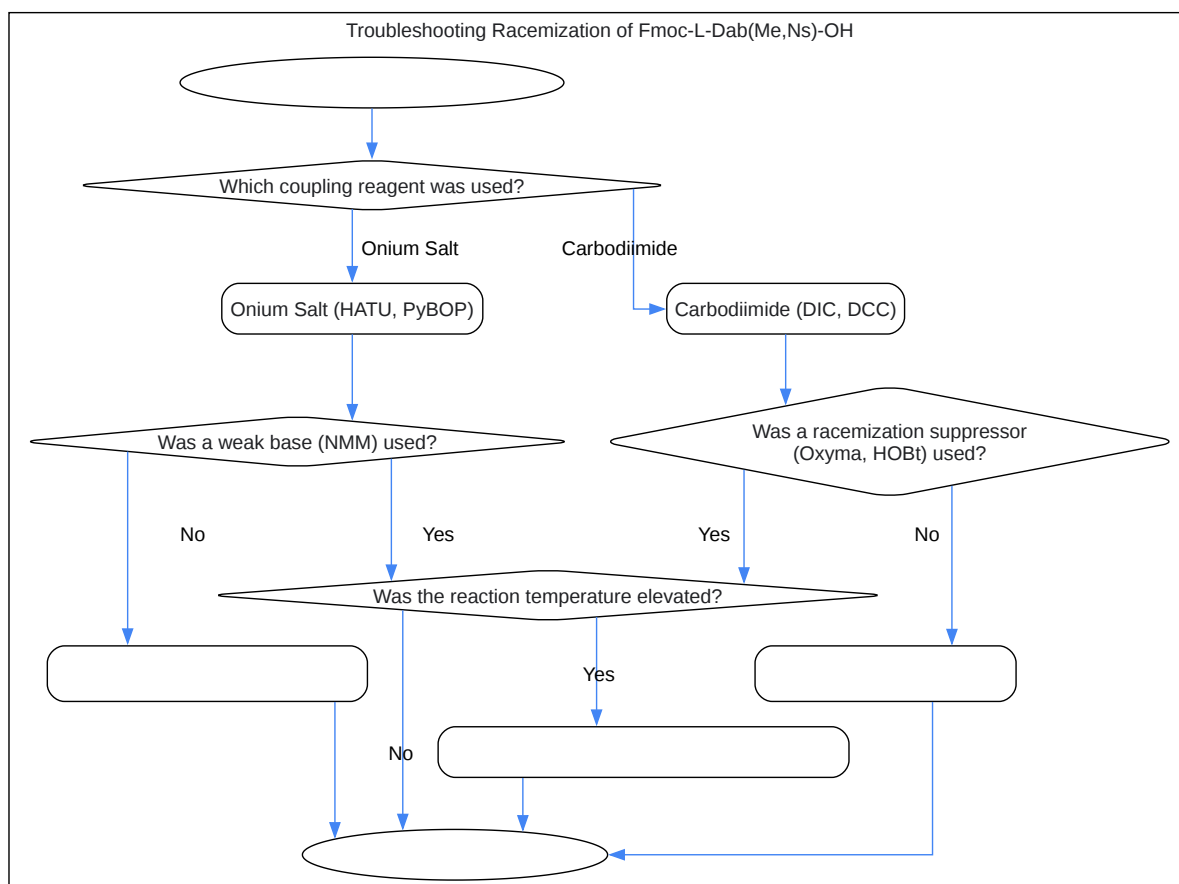 Troubleshooting Racemization of Fmoc-L-Dab(Me,Ns)-OH
Which coupling reagent was used?
Onium Salt
Carbodiimide
Onium Salt (HATU, PyBOP)
Carbodiimide (DIC, DCC)
Was a weak base (NMM) used?
Was a racemization suppressor
(Oxyma, HOBt) used?
No
Yes
Yes
No
Was the reaction temperature elevated?
Yes
No